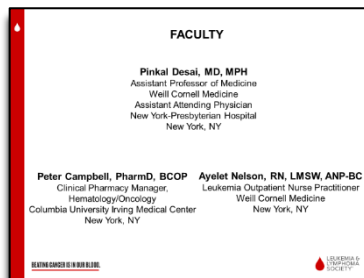 FACULTY
Pinkal Desai, MD, MPH
Assistant Professor of Medicine
Weill Cornell Medicine
Assistant Attending Physician
New York-Presbyterian Hospital
New York, NY
Peter Campbell, PharmD, BCOP
Clinical Pharmacy Manager,
Hematology/Oncology
Columbia University Irving Medical Center
New York, NY
Ayelet Nelson, RN, LMSW, ANP-BC
Leukemia Outpatient Nurse Practitioner
Weill Cornell Medicine
New York, NY
BEATING CANCER IS IN OUR BLOOD.
LEUKEMIA &
LYMPHOMA
SOCIETY